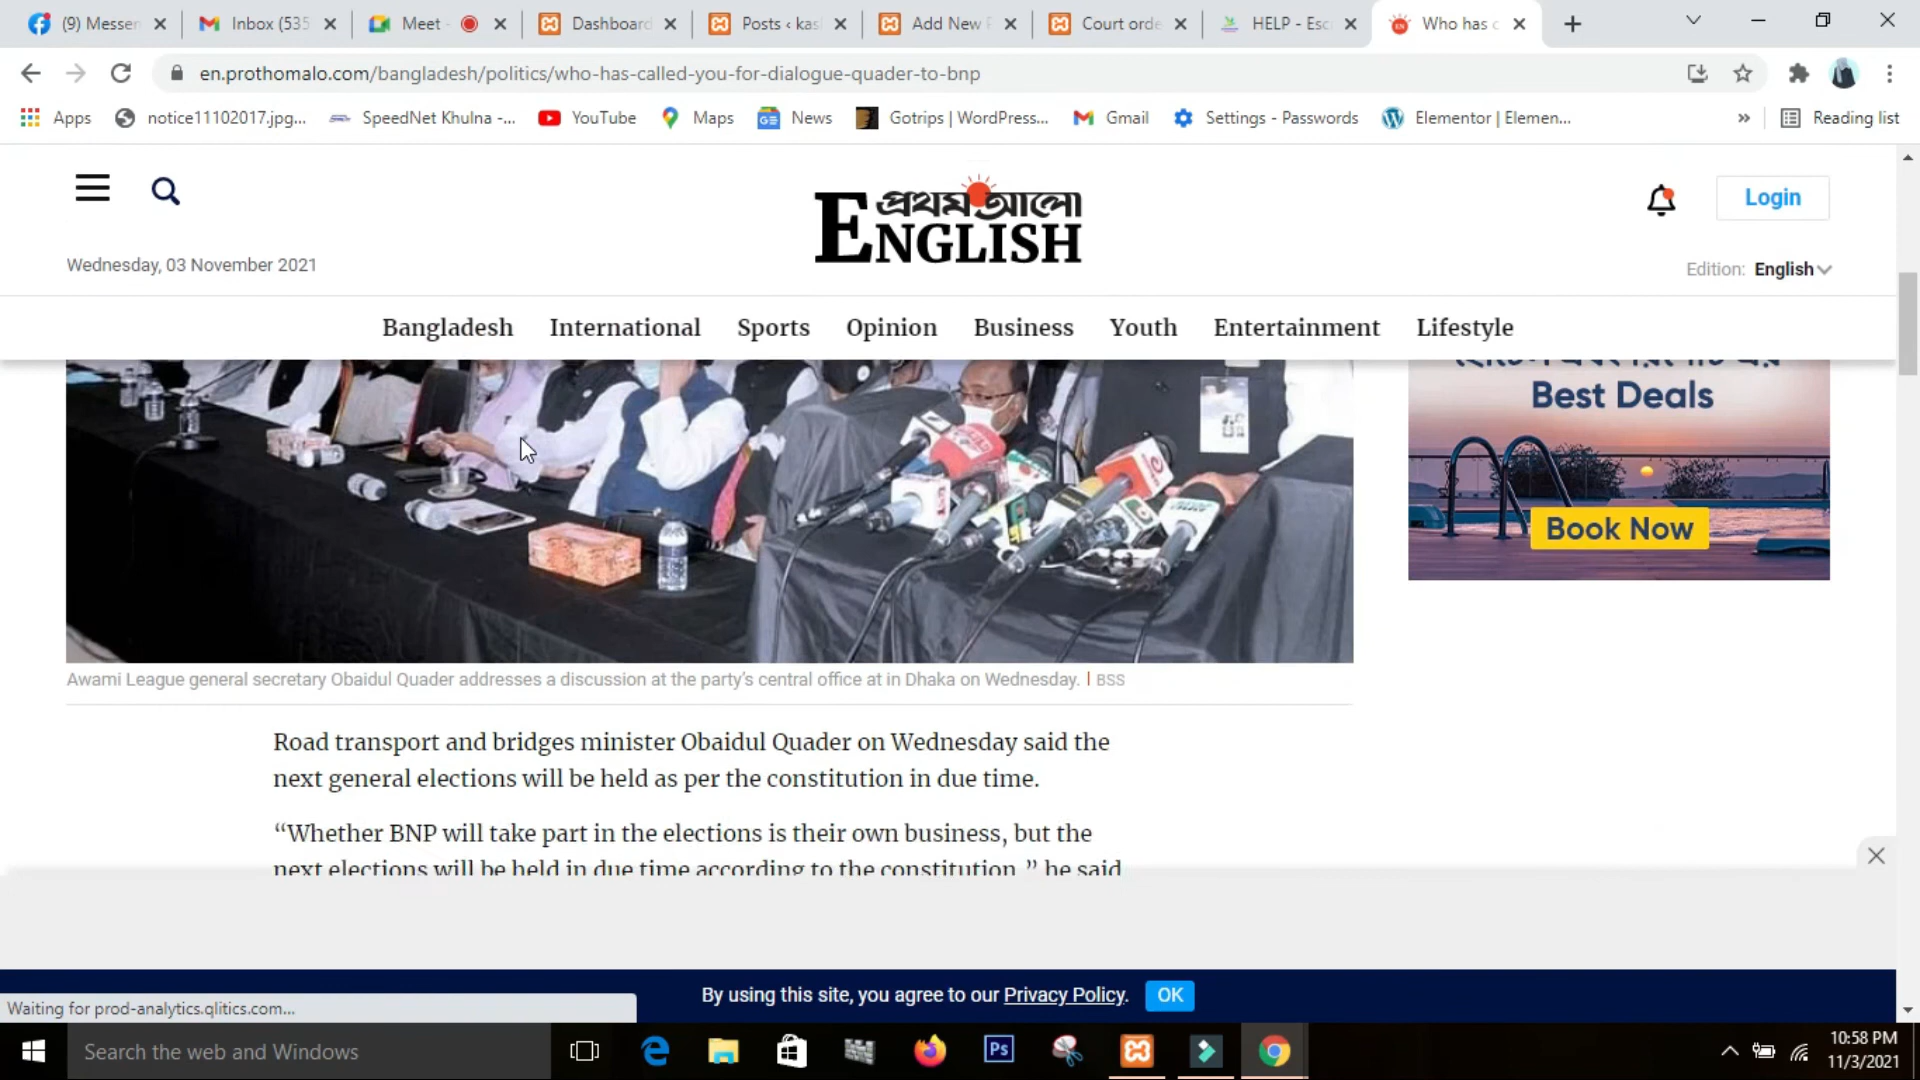 (9) Messen
Inbox (535
Meet -
Dashboard
Posts ‹ kas
Add New P
Court orde
HELP - Esc
Who has c
en.prothomalo.com/bangladesh/politics/who-has-called-you-for-dialogue-quader-to-bnp
Apps
notice11102017.jpg...
SpeedNet Khulna -...
YouTube
Maps
News
Gotrips | WordPress...
Gmail
Settings - Passwords
Elementor | Elemen...
»
Reading list
প্রথম আলো
ENGLISH
Login
Wednesday, 03 November 2021
Edition: English
Bangladesh
International
Sports
Opinion
Business
Youth
Entertainment
Lifestyle
Best Deals
Book Now
Awami League general secretary Obaidul Quader addresses a discussion at the party’s central office at in Dhaka on Wednesday. | BSS
Road transport and bridges minister Obaidul Quader on Wednesday said the
next general elections will be held as per the constitution in due time.
“Whether BNP will take part in the elections is their own business, but the
next elections will be held in due time according to the constitution,” he said
By using this site, you agree to our Privacy Policy.
OK
Waiting for prod-analytics.qlitics.com...
Search the web and Windows
Ps
10:58 PM
11/3/2021